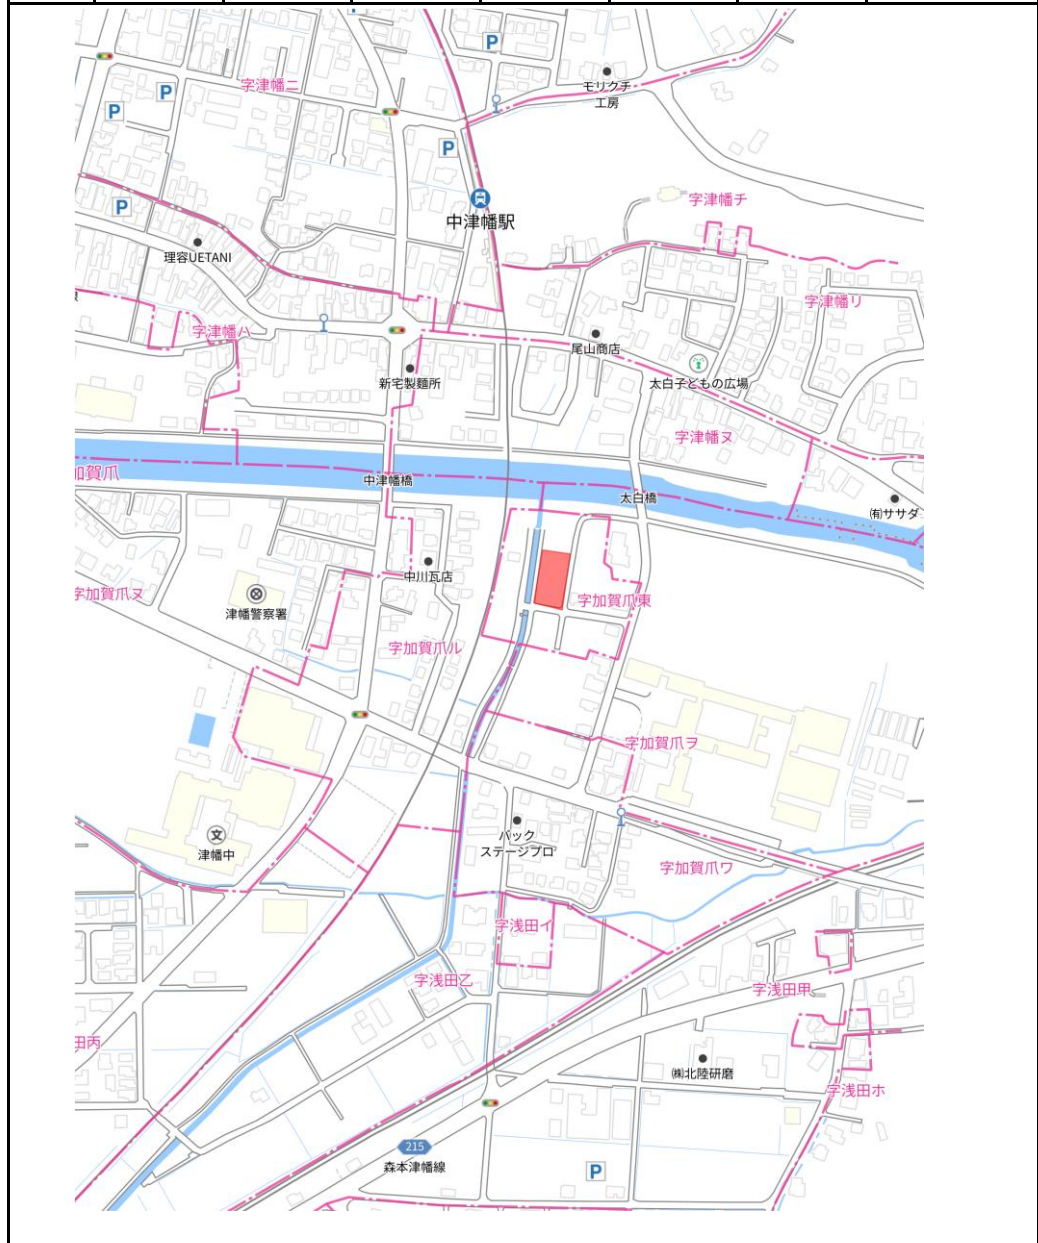 P
モリクチ
工房
字津幡ニ
P
P
P
字津幡チ
P
中津幡駅
理容UETANI
字津幡リ
字津幡ハ
尾山商店
新宅製麺所
太白子どもの広場
字津幡ヌ
加賀爪
中津幡橋
太白橋
㈲ササダ
中川瓦店
字加賀爪ヌ
津幡警察署
字加賀爪東
字加賀爪ル
字加賀爪ヲ
文
津幡中
バック
ステージプロ
字加賀爪ワ
字浅田イ
字浅田乙
字浅田甲
田丙
㈱北陸研磨
字浅田ホ
215
森本津幡線
P